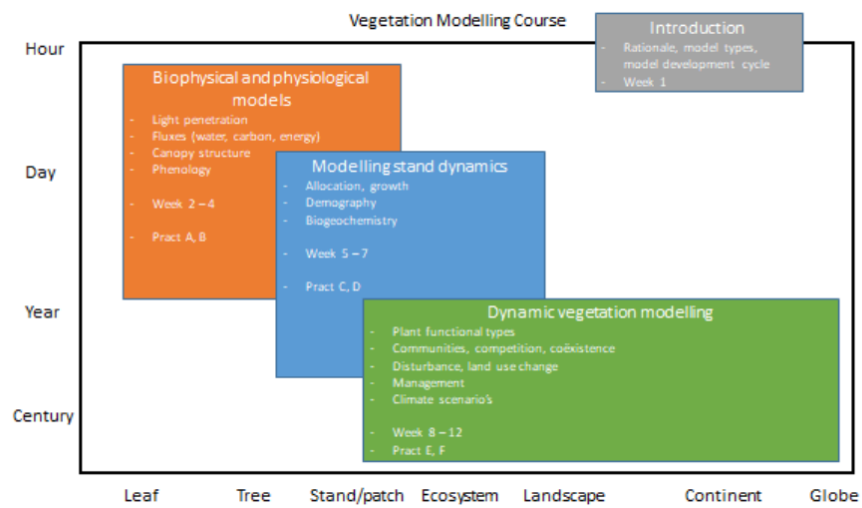 Vegetation Modelling Course
Hour
Day
Year
Century
Introduction
- Rationale, model types,
model development cycle
- Week 1
Biophysical and physiological
models
- Light penetration
- Fluxes (water, carbon, energy)
- Canopy structure
- Phenology
- Week 2 – 4
- Pract A, B
Modelling stand dynamics
- Allocation, growth
- Demography
- Biogeochemistry
- Week 5 – 7
- Pract C, D
Dynamic vegetation modelling
- Plant functional types
- Communities, competition, coëxistence
- Disturbance, land use change
- Management
- Climate scenario's
- Week 8 – 12
- Pract E, F
Leaf Tree Stand/patch Ecosystem Landscape Continent Globe